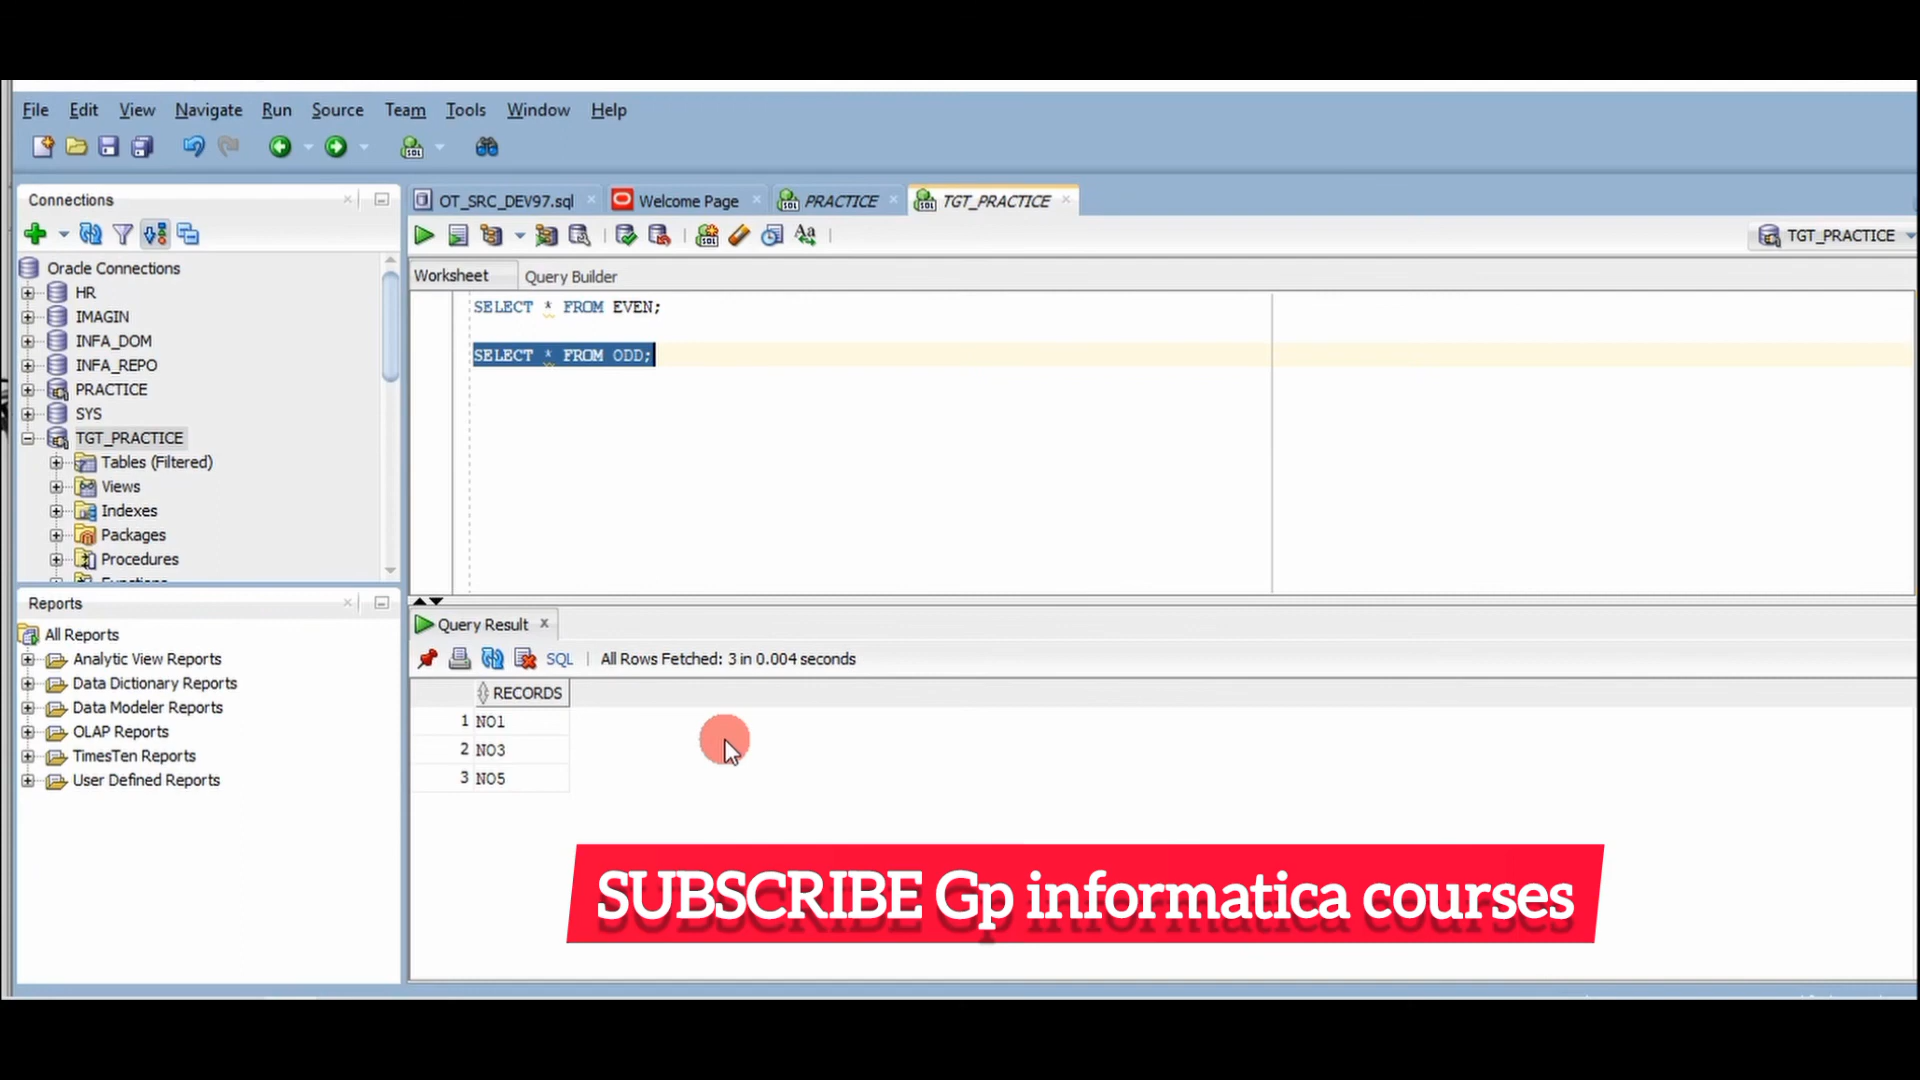 File Edit View Navigate Run Source Team Tools Window Help
Connections
OT_SRC_DEV97.sql
Welcome Page
PRACTICE
TGT_PRACTICE
TGT_PRACTICE
Worksheet
Query Builder
Oracle Connections
HR
IMAGIN
INFA_DOM
INFA_REPO
PRACTICE
SYS
TGT_PRACTICE
Tables (Filtered)
Views
Indexes
Packages
Procedures
SELECT * FROM EVEN;
SELECT * FROM ODD;
Reports
All Reports
Analytic View Reports
Data Dictionary Reports
Data Modeler Reports
OLAP Reports
TimesTen Reports
User Defined Reports
Query Result
SQL
All Rows Fetched: 3 in 0.004 seconds
RECORDS
1 NO1
2 NO3
3 NO5
SUBSCRIBE Gp informatica courses